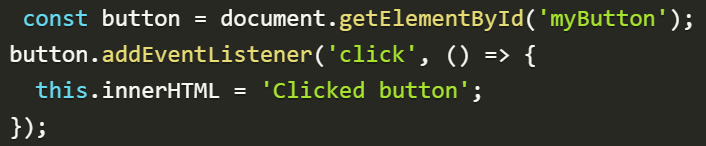 const button = document.getElementById('myButton');
button.addEventListener('click', () => {
  this.innerHTML = 'Clicked button';
});